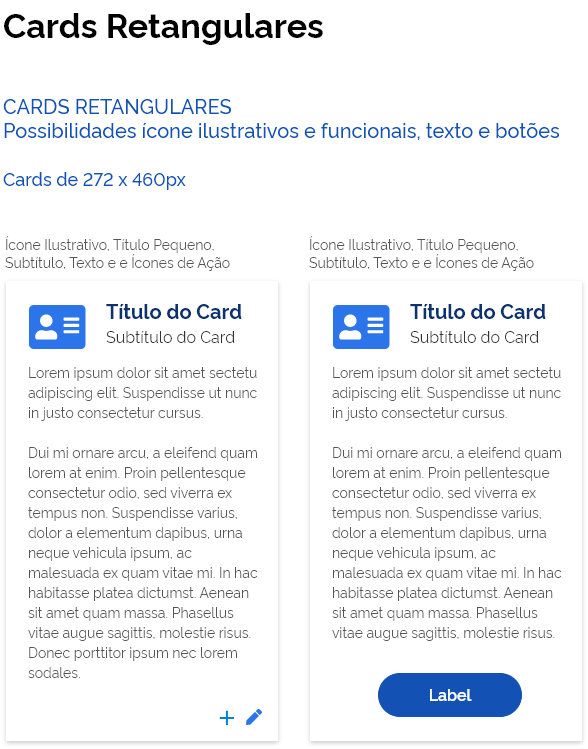 Cards Retangulares
CARDS RETANGULARES
Possibilidades ícone ilustrativos e funcionais, texto e botões
Cards de 272 x 460px
Ícone Ilustrativo, Título Pequeno,
Subtítulo, Texto e e Ícones de Ação
Título do Card
Subtítulo do Card
Lorem ipsum dolor sit amet sectetu
adipiscing elit. Suspendisse ut nunc
in justo consectetur cursus.
Dui mi ornare arcu, a eleifend quam
lorem at enim. Proin pellentesque
consectetur odio, sed viverra ex
tempus non. Suspendisse varius,
dolor a elementum dapibus, urna
neque vehicula ipsum, ac
malesuada ex quam vitae mi. In hac
habitasse platea dictumst. Aenean
sit amet quam massa. Phasellus
vitae augue sagittis, molestie risus.
Donec porttitor ipsum nec lorem
sodales.
Ícone Ilustrativo, Título Pequeno,
Subtítulo, Texto e e Ícones de Ação
Título do Card
Subtítulo do Card
Lorem ipsum dolor sit amet sectetu
adipiscing elit. Suspendisse ut nunc
in justo consectetur cursus.
Dui mi ornare arcu, a eleifend quam
lorem at enim. Proin pellentesque
consectetur odio, sed viverra ex
tempus non. Suspendisse varius,
dolor a elementum dapibus, urna
neque vehicula ipsum, ac
malesuada ex quam vitae mi. In hac
habitasse platea dictumst. Aenean
sit amet quam massa. Phasellus
vitae augue sagittis, molestie risus.
Label